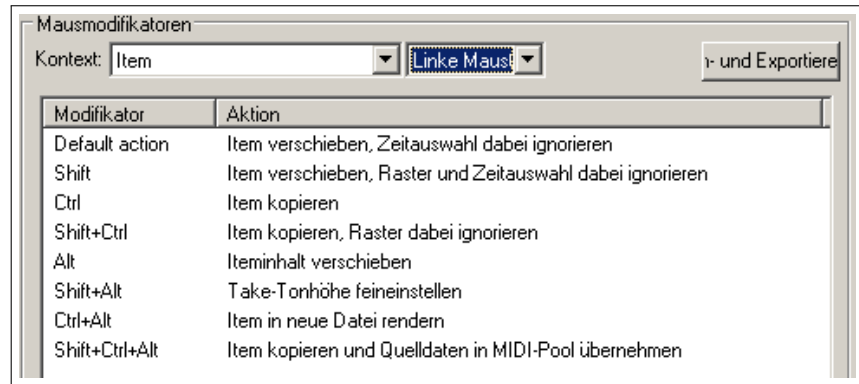 Mausmodifikatoren
Kontext: Item Linke Maus - und Exportiere
Modifikator Aktion
Default action Item verschieben, Zeitauswahl dabei ignorieren
Shift Item verschieben, Raster und Zeitauswahl dabei ignorieren
Ctrl Item kopieren
Shift+Ctrl Item kopieren, Raster dabei ignorieren
Alt Iteminhalt verschieben
Shift+Alt Take-Tonhöhe feineinstellen
Ctrl+Alt Item in neue Datei rendern
Shift+Ctrl+Alt Item kopieren und Quelldaten in MIDI-Pool übernehmen